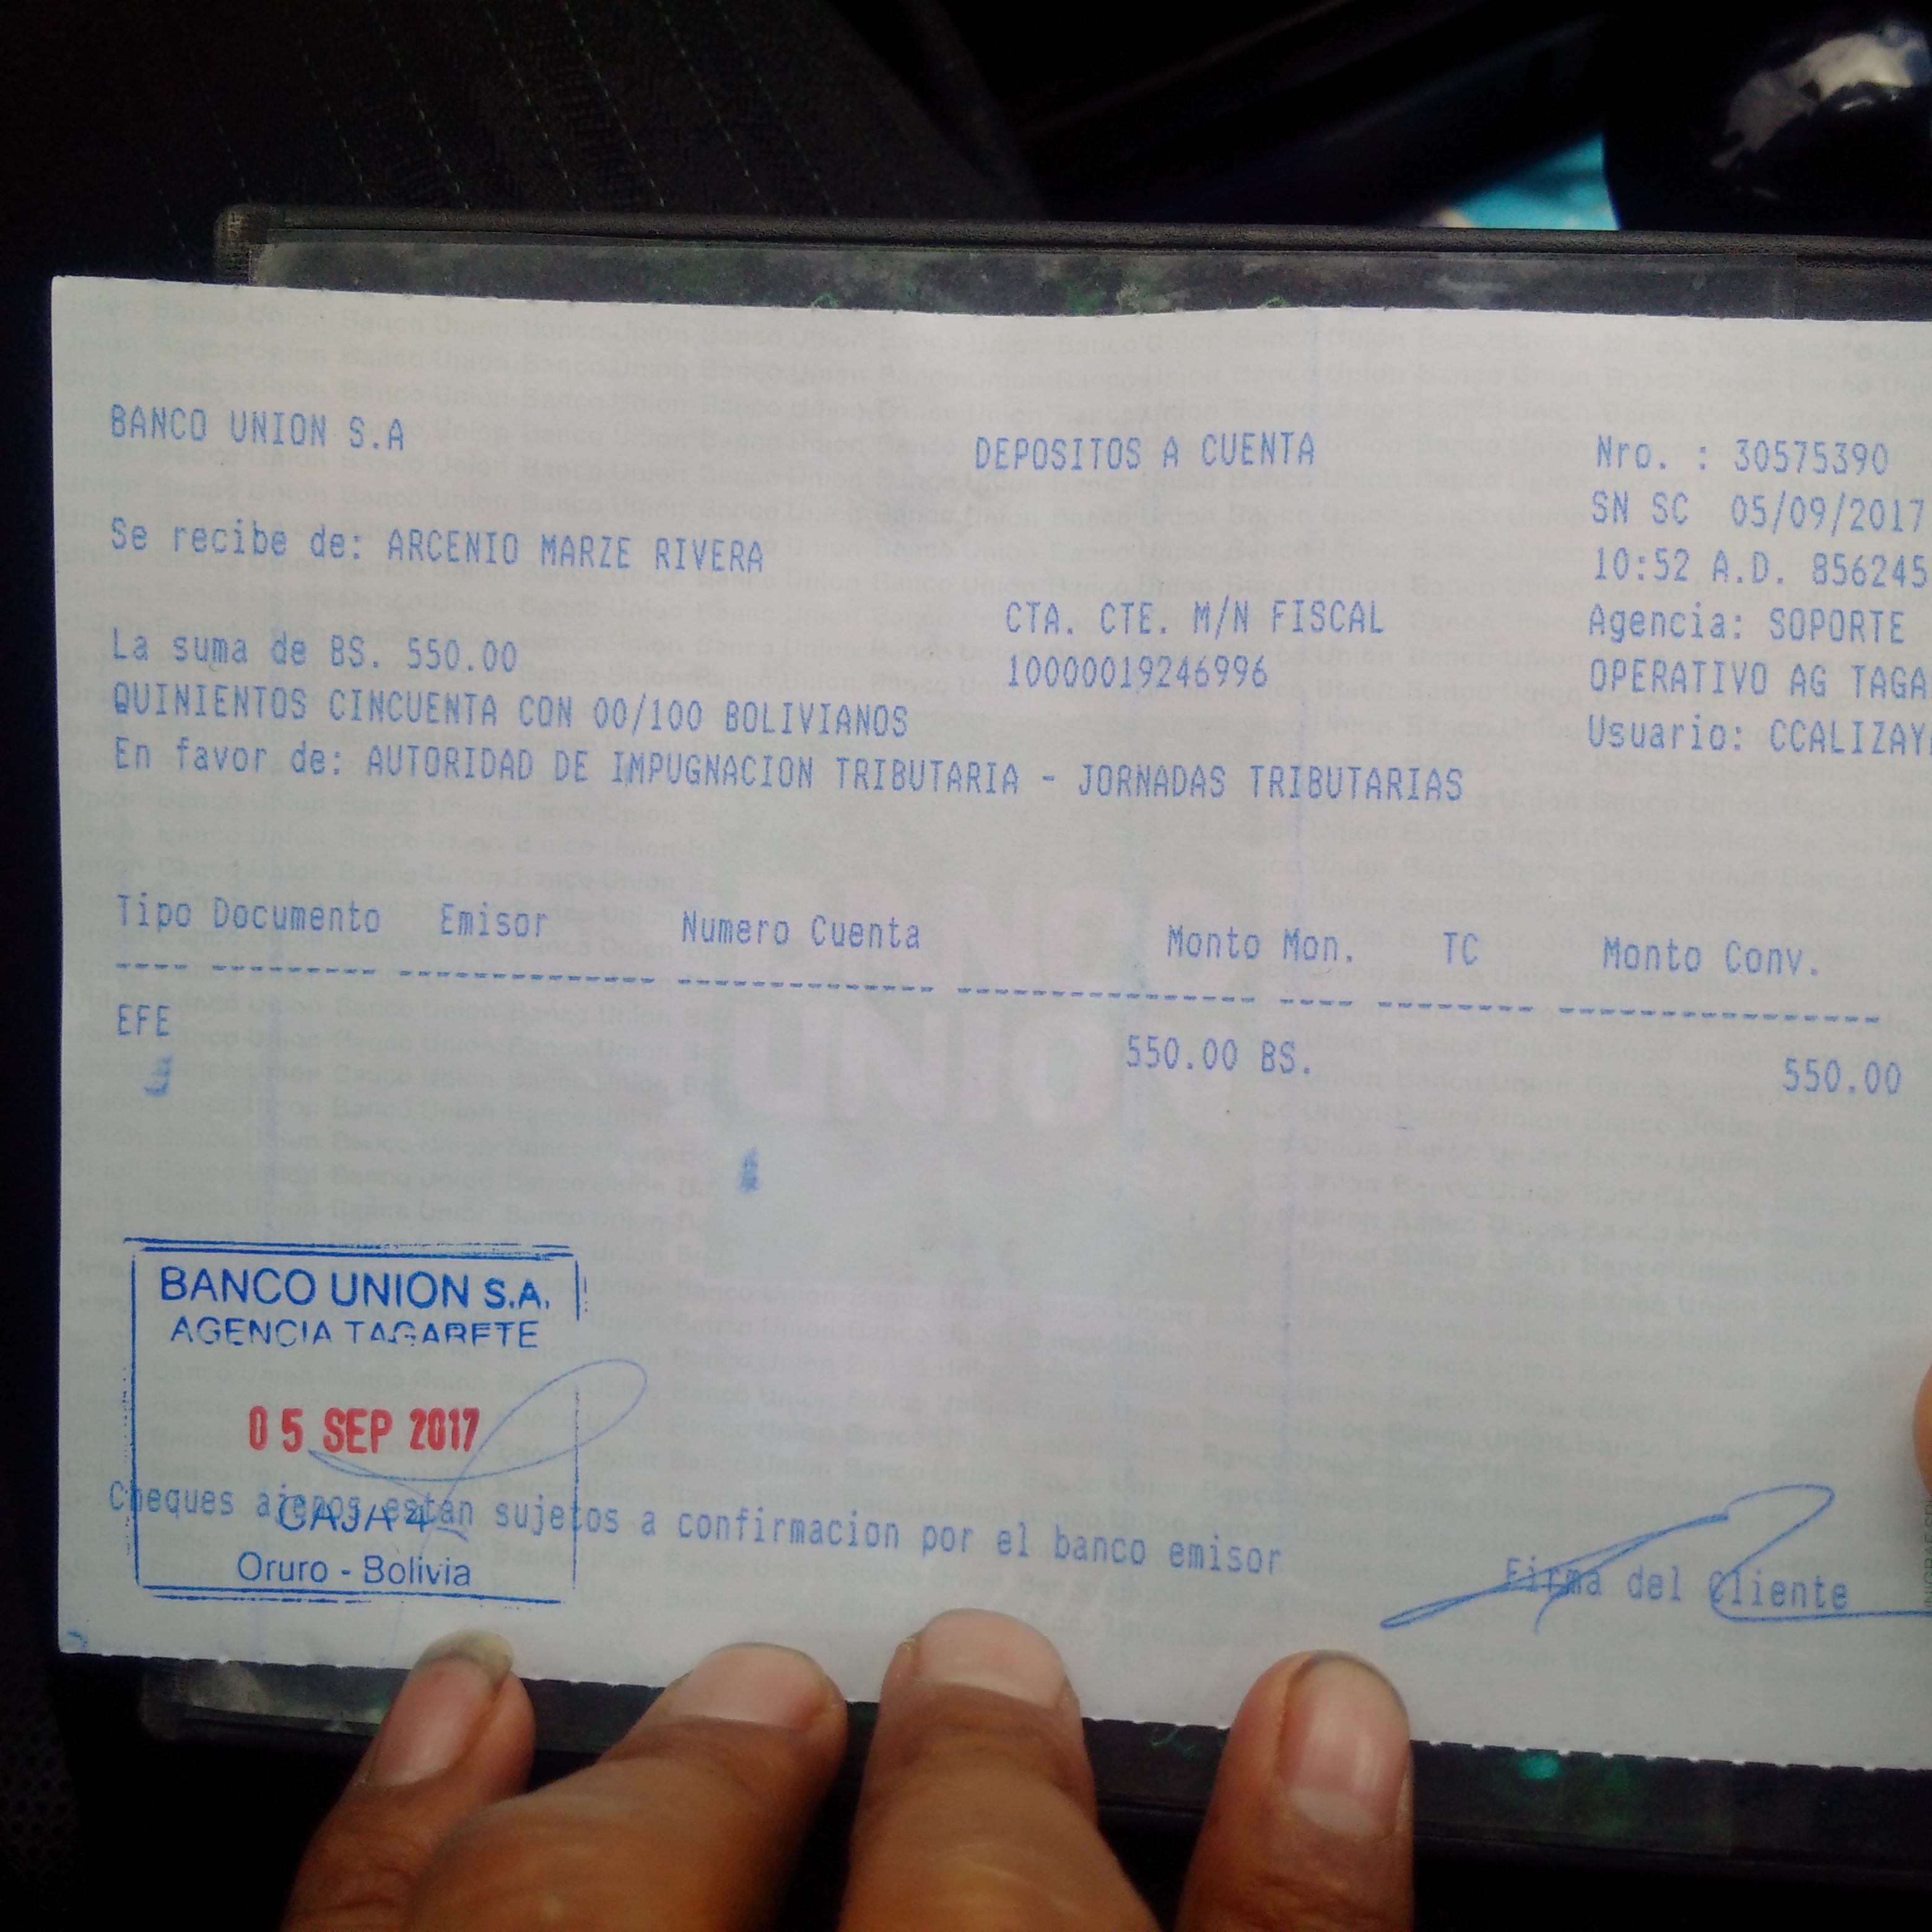 BANCO UNION S.A
DEPOSITOS A CUENTA
Nro. : 30575390
SN SC 05/09/2017
10:52 A.D. 856245
Se recibe de: ARCENIO MARZE RIVERA
CTA. CTE. M/N FISCAL
10000019246996
Agencia: SOPORTE
OPERATIVO AG TAGA
Usuario: CCALIZAY
La suma de BS. 550.00
QUINIENTOS CINCUENTA CON 00/100 BOLIVIANOS
En favor de: AUTORIDAD DE IMPUGNACION TRIBUTARIA - JORNADAS TRIBUTARIAS
Tipo Documento Emisor Numero Cuenta Monto Mon. TC Monto Conv.
EFE 550.00 BS. 550.00
BANCO UNION
BANCO UNION S.A.
AGENCIA TAGARETE
05 SEP 2017
CAJA 4
Oruro - Bolivia
Cheques ajenos estan sujetos a confirmacion por el banco emisor
Firma del Cliente